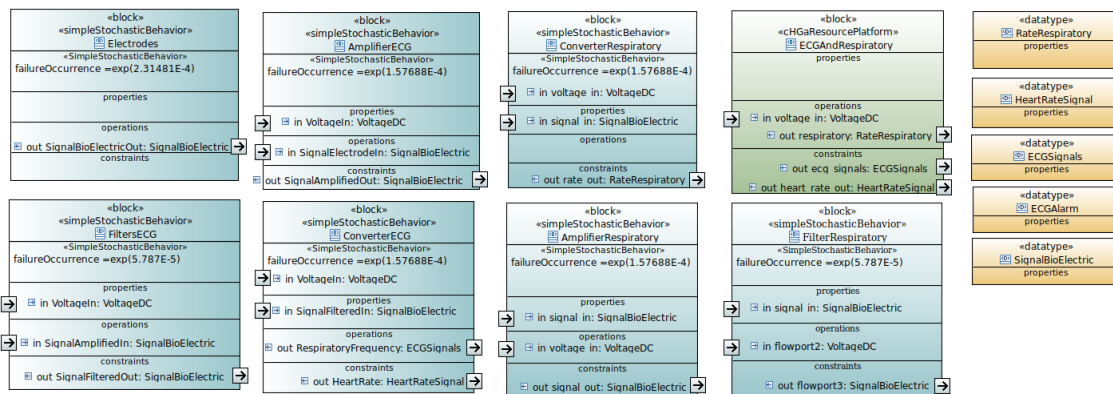 «block»
«simpleStochasticBehavior»
Electrodes
«SimpleStochasticBehavior»
failureOccurrence =exp(2.31481E-4)
properties
operations
out SignalBioElectricOut: SignalBioElectric
constraints
«block»
«simpleStochasticBehavior»
AmplifierECG
«SimpleStochasticBehavior»
failureOccurrence =exp(1.57688E-4)
properties
in VoltageIn: VoltageDC
operations
in SignalElectrodeIn: SignalBioElectric
constraints
out SignalAmplifiedOut: SignalBioElectric
«block»
«simpleStochasticBehavior»
ConverterRespiratory
«SimpleStochasticBehavior»
failureOccurrence =exp(1.57688E-4)
in voltage in: VoltageDC
properties
in signal in: SignalBioElectric
operations
constraints
out rate out: RateRespiratory
«block»
«cHGaResourcePlatform»
ECGAndRespiratory
properties
operations
in voltage in: VoltageDC
out respiratory: RateRespiratory
constraints
out ecg signals: ECGSignals
out heart rate out: HeartRateSignal
«datatype»
RateRespiratory
properties
«datatype»
HeartRateSignal
properties
«datatype»
ECGSignals
properties
«datatype»
ECGAlarm
properties
«datatype»
SignalBioElectric
properties
«block»
«simpleStochasticBehavior»
FiltersECG
«SimpleStochasticBehavior»
failureOccurrence =exp(5.787E-5)
properties
in VoltageIn: VoltageDC
operations
in SignalAmplifiedIn: SignalBioElectric
constraints
out SignalFilteredOut: SignalBioElectric
«block»
«simpleStochasticBehavior»
ConverterECG
«SimpleStochasticBehavior»
failureOccurrence =exp(1.57688E-4)
in VoltageIn: VoltageDC
properties
in SignalFilteredIn: SignalBioElectric
operations
out RespiratoryFrequency: ECGSignals
constraints
out HeartRate: HeartRateSignal
«block»
«simpleStochasticBehavior»
AmplifierRespiratory
«SimpleStochasticBehavior»
failureOccurrence =exp(1.57688E-4)
properties
in signal in: SignalBioElectric
operations
in voltage in: VoltageDC
constraints
out signal out: SignalBioElectric
«block»
«simpleStochasticBehavior»
FilterRespiratory
«SimpleStochasticBehavior»
failureOccurrence =exp(5.787E-5)
properties
in signal in: SignalBioElectric
operations
in flowport2: VoltageDC
constraints
out flowport3: SignalBioElectric